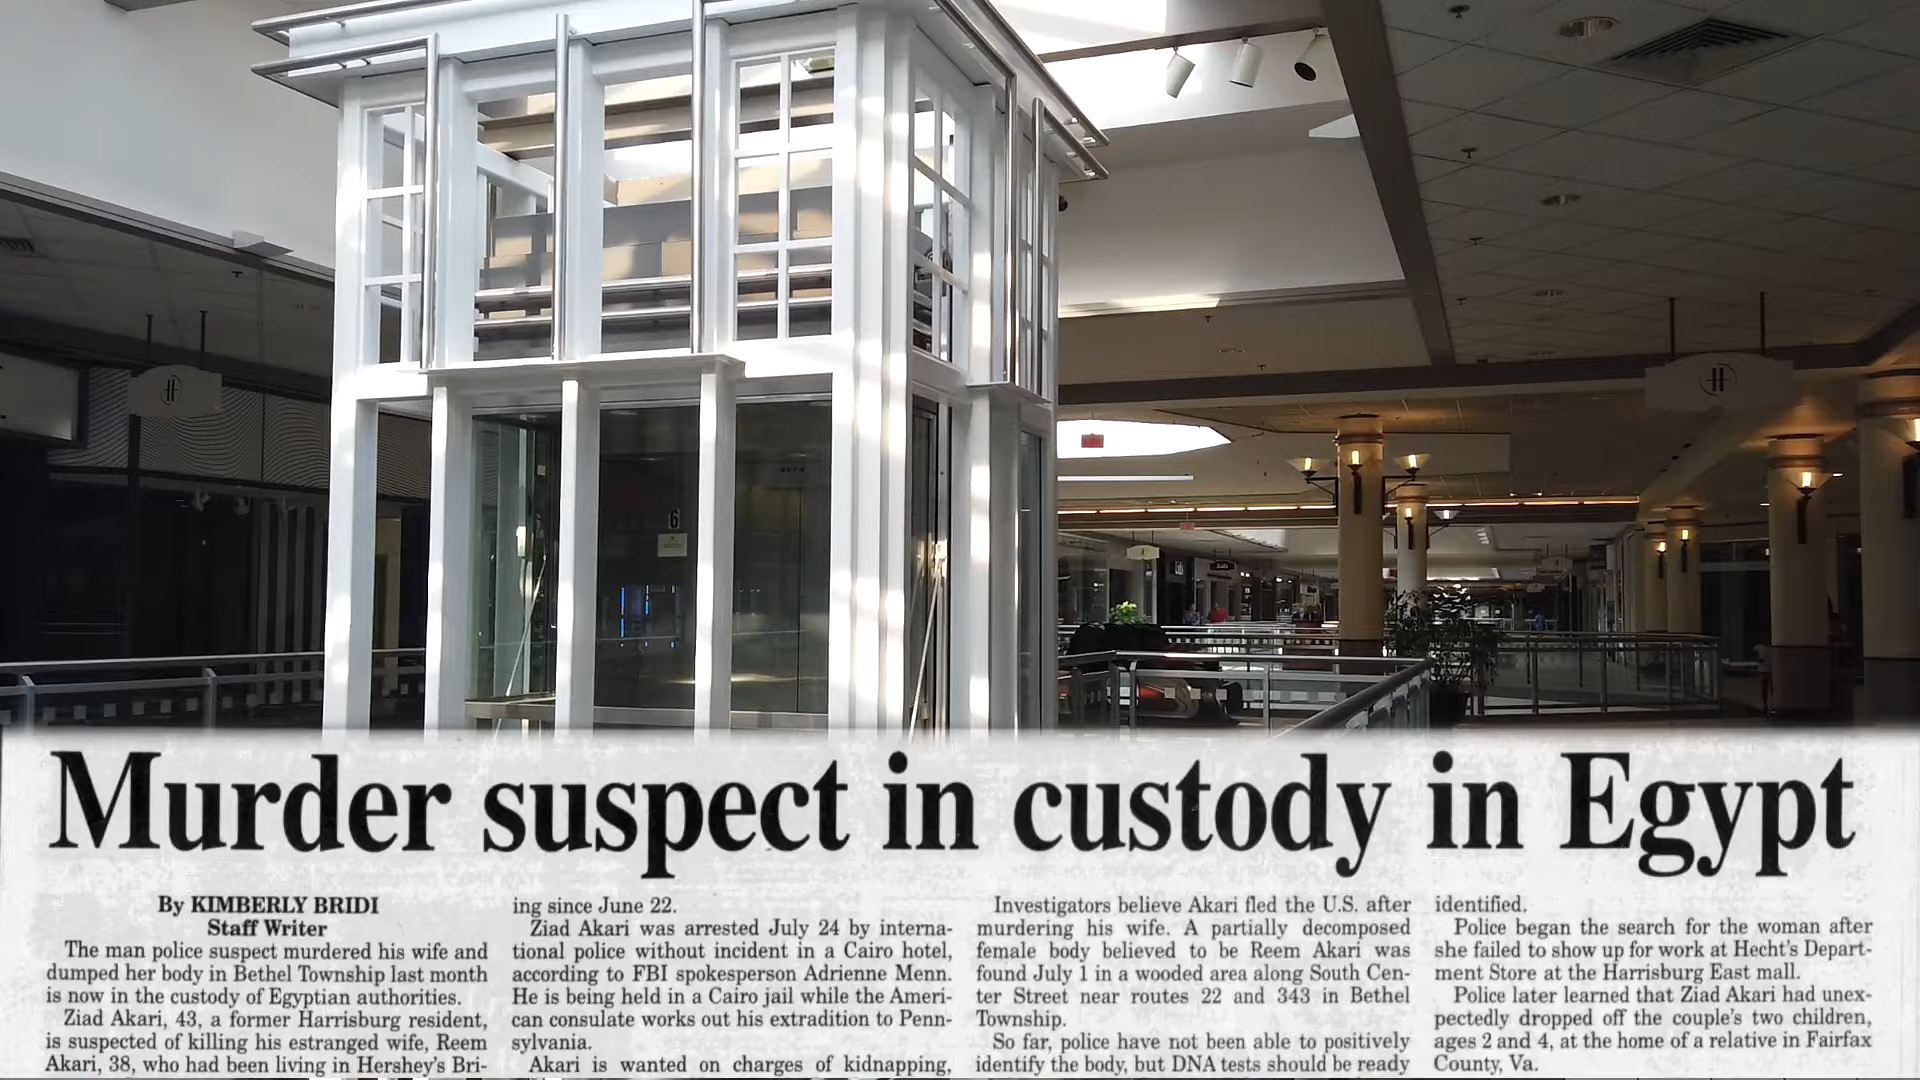 6
Murder suspect in custody in Egypt
By KIMBERLY BRIDI
Staff Writer
The man police suspect murdered his wife and
dumped her body in Bethel Township last month
is now in the custody of Egyptian authorities.
Ziad Akari, 43, a former Harrisburg resident,
is suspected of killing his estranged wife, Reem
Akari, 38, who had been living in Hershey's Bri-
ing since June 22.
Ziad Akari was arrested July 24 by interna-
tional police without incident in a Cairo hotel,
according to FBI spokesperson Adrienne Menn.
He is being held in a Cairo jail while the Ameri-
can consulate works out his extradition to Penn-
sylvania.
Akari is wanted on charges of kidnapping,
Investigators believe Akari fled the U.S. after
murdering his wife. A partially decomposed
female body believed to be Reem Akari was
found July 1 in a wooded area along South Cen-
ter Street near routes 22 and 343 in Bethel
Township.
So far, police have not been able to positively
identify the body, but DNA tests should be ready
identified.
Police began the search for the woman after
she failed to show up for work at Hecht's Depart-
ment Store at the Harrisburg East mall.
Police later learned that Ziad Akari had unex-
pectedly dropped off the couple's two children,
ages 2 and 4, at the home of a relative in Fairfax
County, Va.